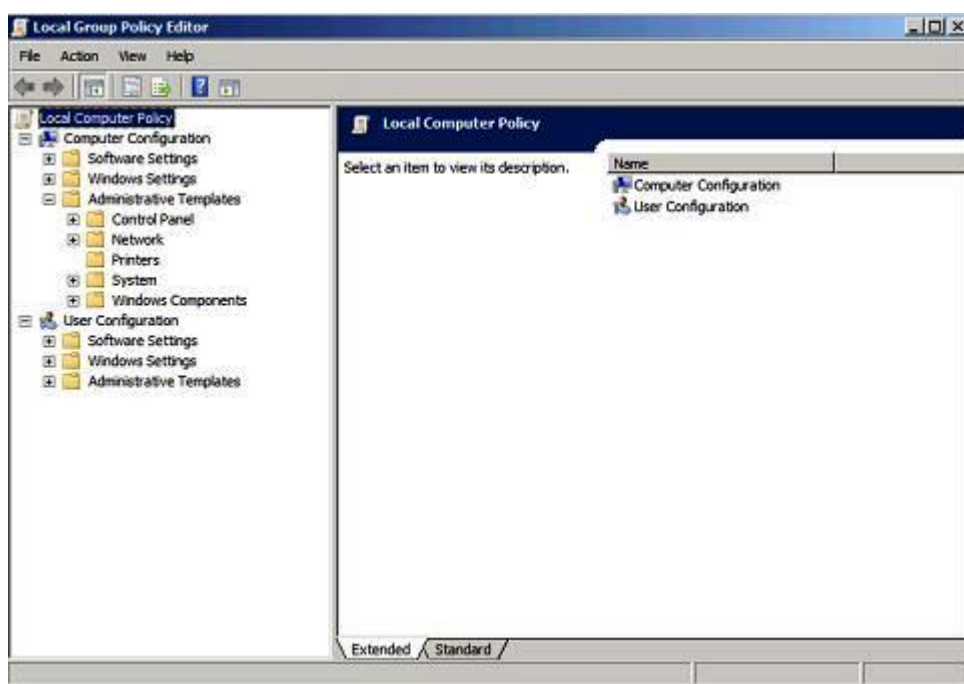 Local Group Policy Editor
File Action View Help
Local Computer Policy
Computer Configuration
Software Settings
Windows Settings
Administrative Templates
Control Panel
Network
Printers
System
Windows Components
User Configuration
Software Settings
Windows Settings
Administrative Templates
Local Computer Policy
Select an item to view its description.
Name
Computer Configuration
User Configuration
Extended Standard